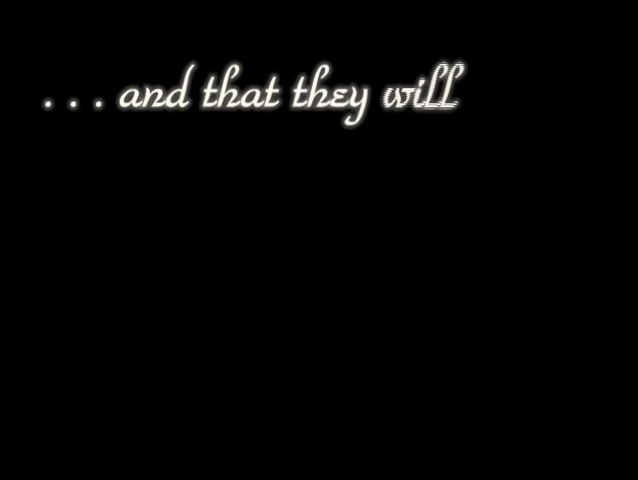 . . . and that they will